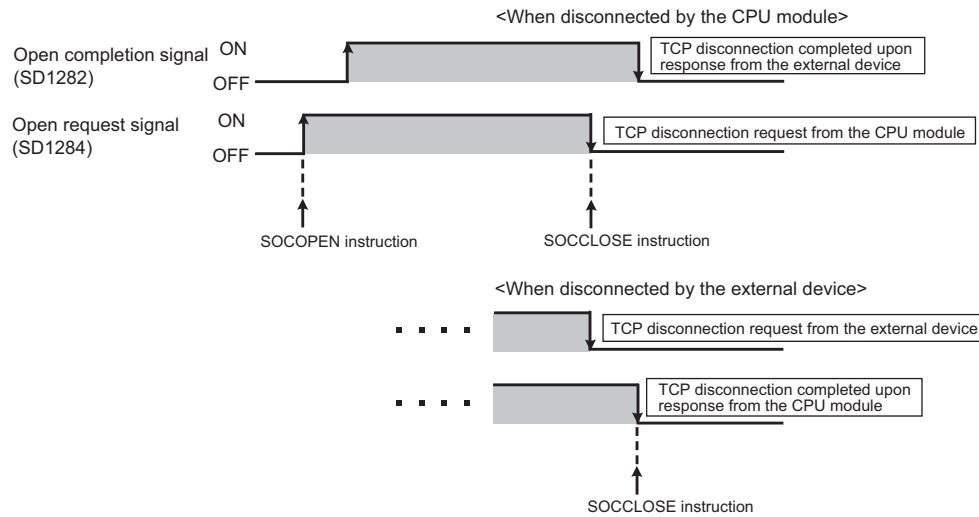 <When disconnected by the CPU module>
Open completion signal
(SD1282)
ON
OFF
TCP disconnection completed upon
response from the external device
Open request signal
(SD1284)
ON
OFF
TCP disconnection request from the CPU module
SOCOPEN instruction
SOCCLOSE instruction
<When disconnected by the external device>
TCP disconnection request from the external device
TCP disconnection completed upon
response from the CPU module
SOCCLOSE instruction